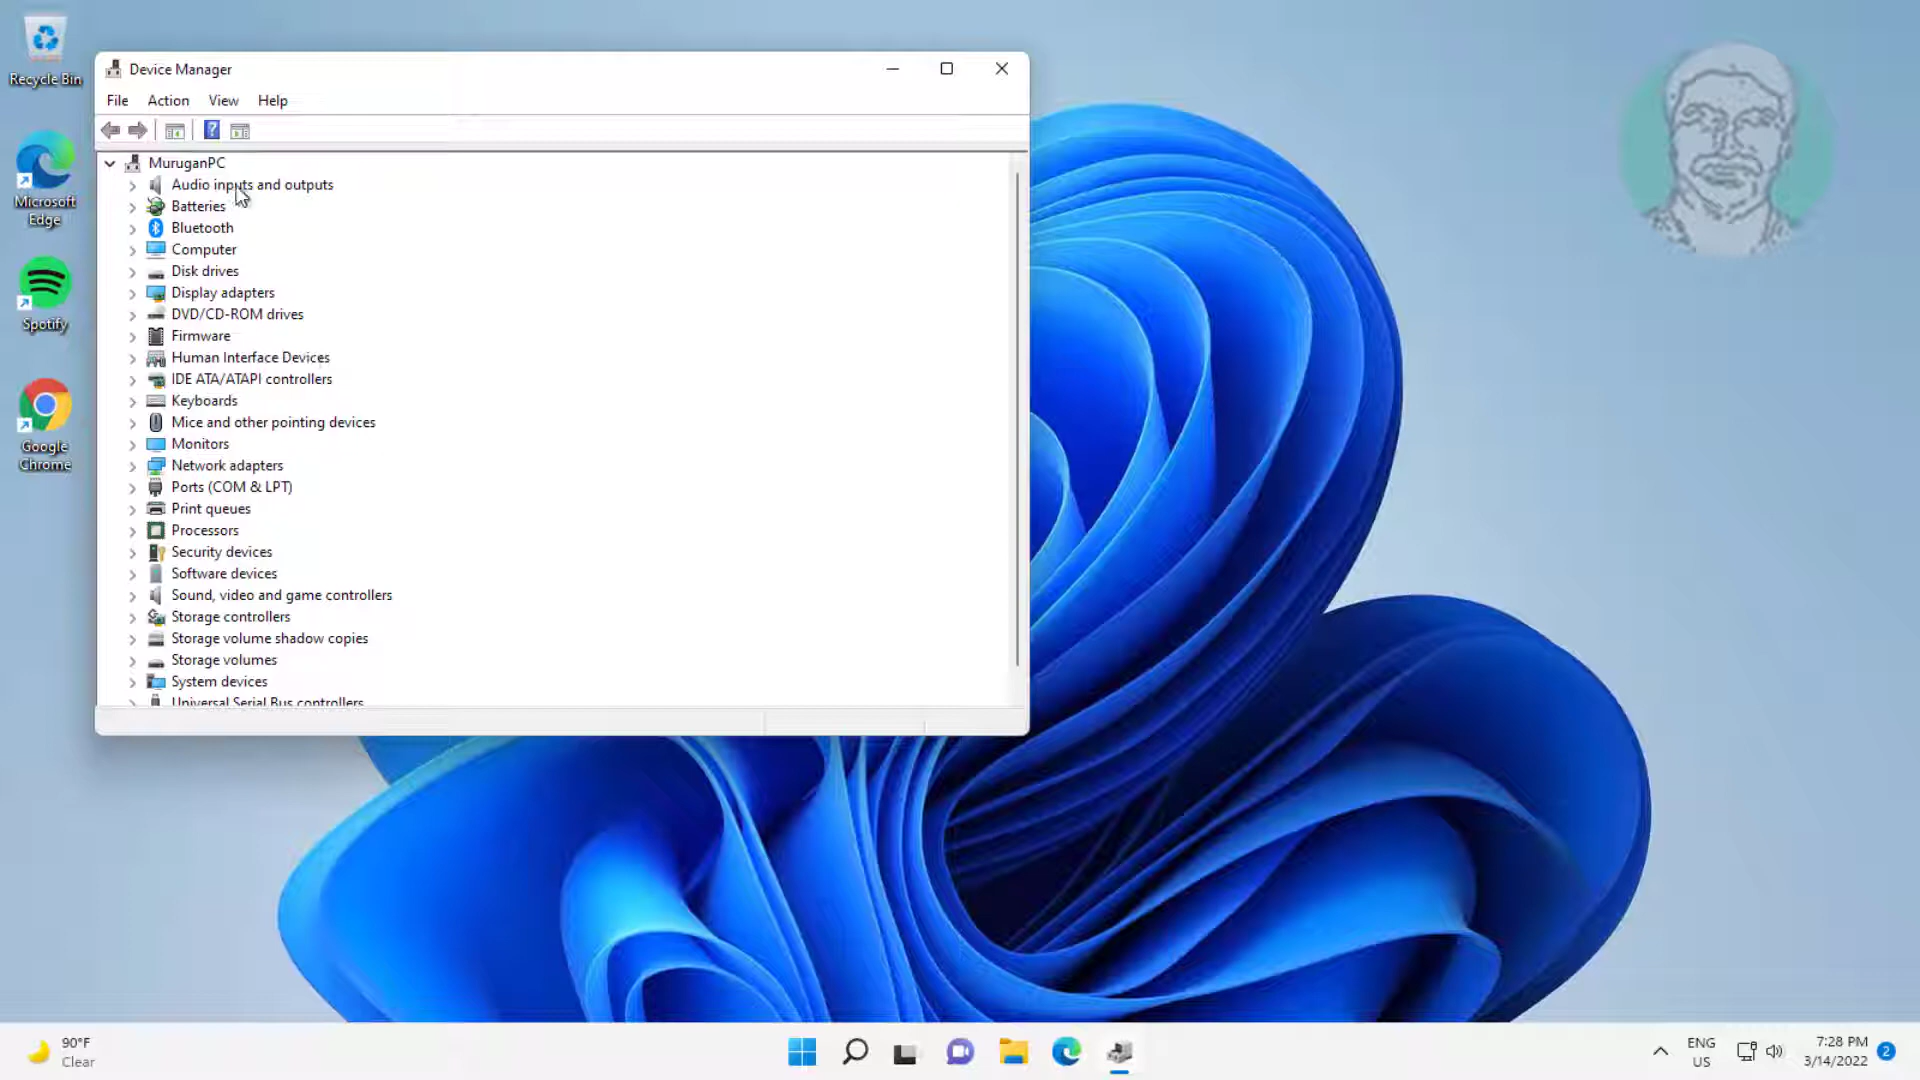 Recycle Bin
Microsoft
Edge
Spotify
Google
Chrome
Device Manager
File Action View Help
MuruganPC
Audio inputs and outputs
Batteries
Bluetooth
Computer
Disk drives
Display adapters
DVD/CD-ROM drives
Firmware
Human Interface Devices
IDE ATA/ATAPI controllers
Keyboards
Mice and other pointing devices
Monitors
Network adapters
Ports (COM & LPT)
Print queues
Processors
Security devices
Software devices
Sound, video and game controllers
Storage controllers
Storage volume shadow copies
Storage volumes
System devices
Universal Serial Bus controllers
90°F
Clear
ENG
US
7:28 PM
3/14/2022
2